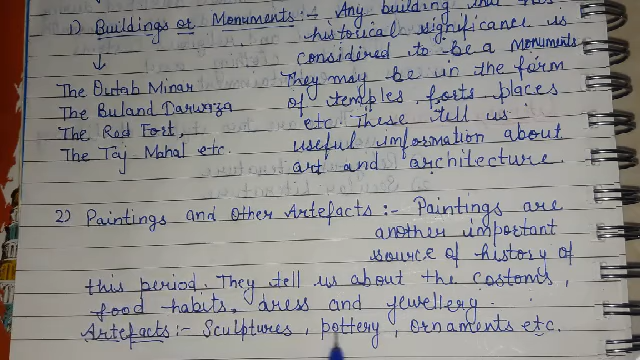 1) Buildings or Monuments :- Any building that has
historical significance is
considered to be a Monuments
The Qutab Minar They may be in the form
The Buland Darwaza of temples, forts places
The Red Fort, etc. These tell us
The Taj Mahal etc. useful information about
art and architecture.
2) Paintings and other Artefacts :- Paintings are
another important
source of history of
this period. They tell us about the costoms,
food habits, dress and jewellery.
Artefacts :- Sculptures, pottery, ornaments etc.